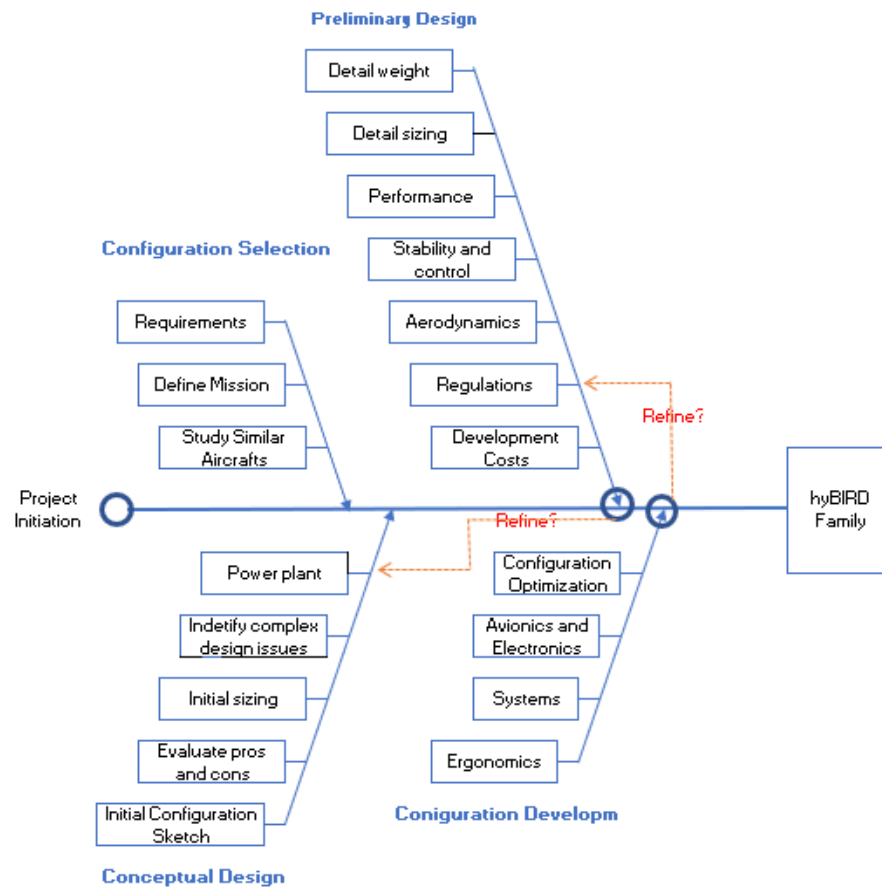 Preliminary Design
Detail weight
Detail sizing
Performance
Stability and
control
Aerodynamics
Regulations
Development
Costs
Configuration Selection
Requirements
Define Mission
Study Similar
Aircrafts
Refine?
Project
Initiation
hyBIRD
Family
Refine?
Power plant
Indetify complex
design issues
Initial sizing
Evaluate pros
and cons
Initial Configuration
Sketch
Conceptual Design
Configuration
Optimization
Avionics and
Electronics
Systems
Ergonomics
Coniguration Developm